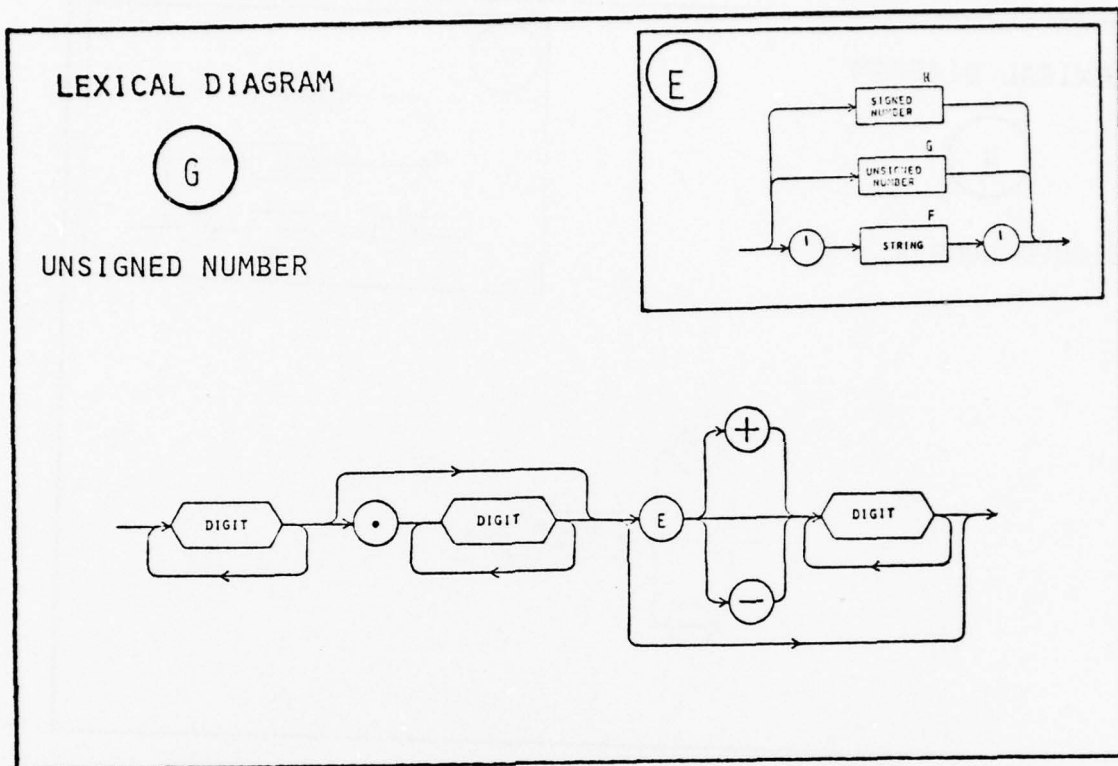 LEXICAL DIAGRAM
G
UNSIGNED NUMBER
E
H
SIGNED
NUMBER
G
UNSIGNED
NUMBER
F
' STRING '
+
DIGIT • DIGIT E DIGIT
−